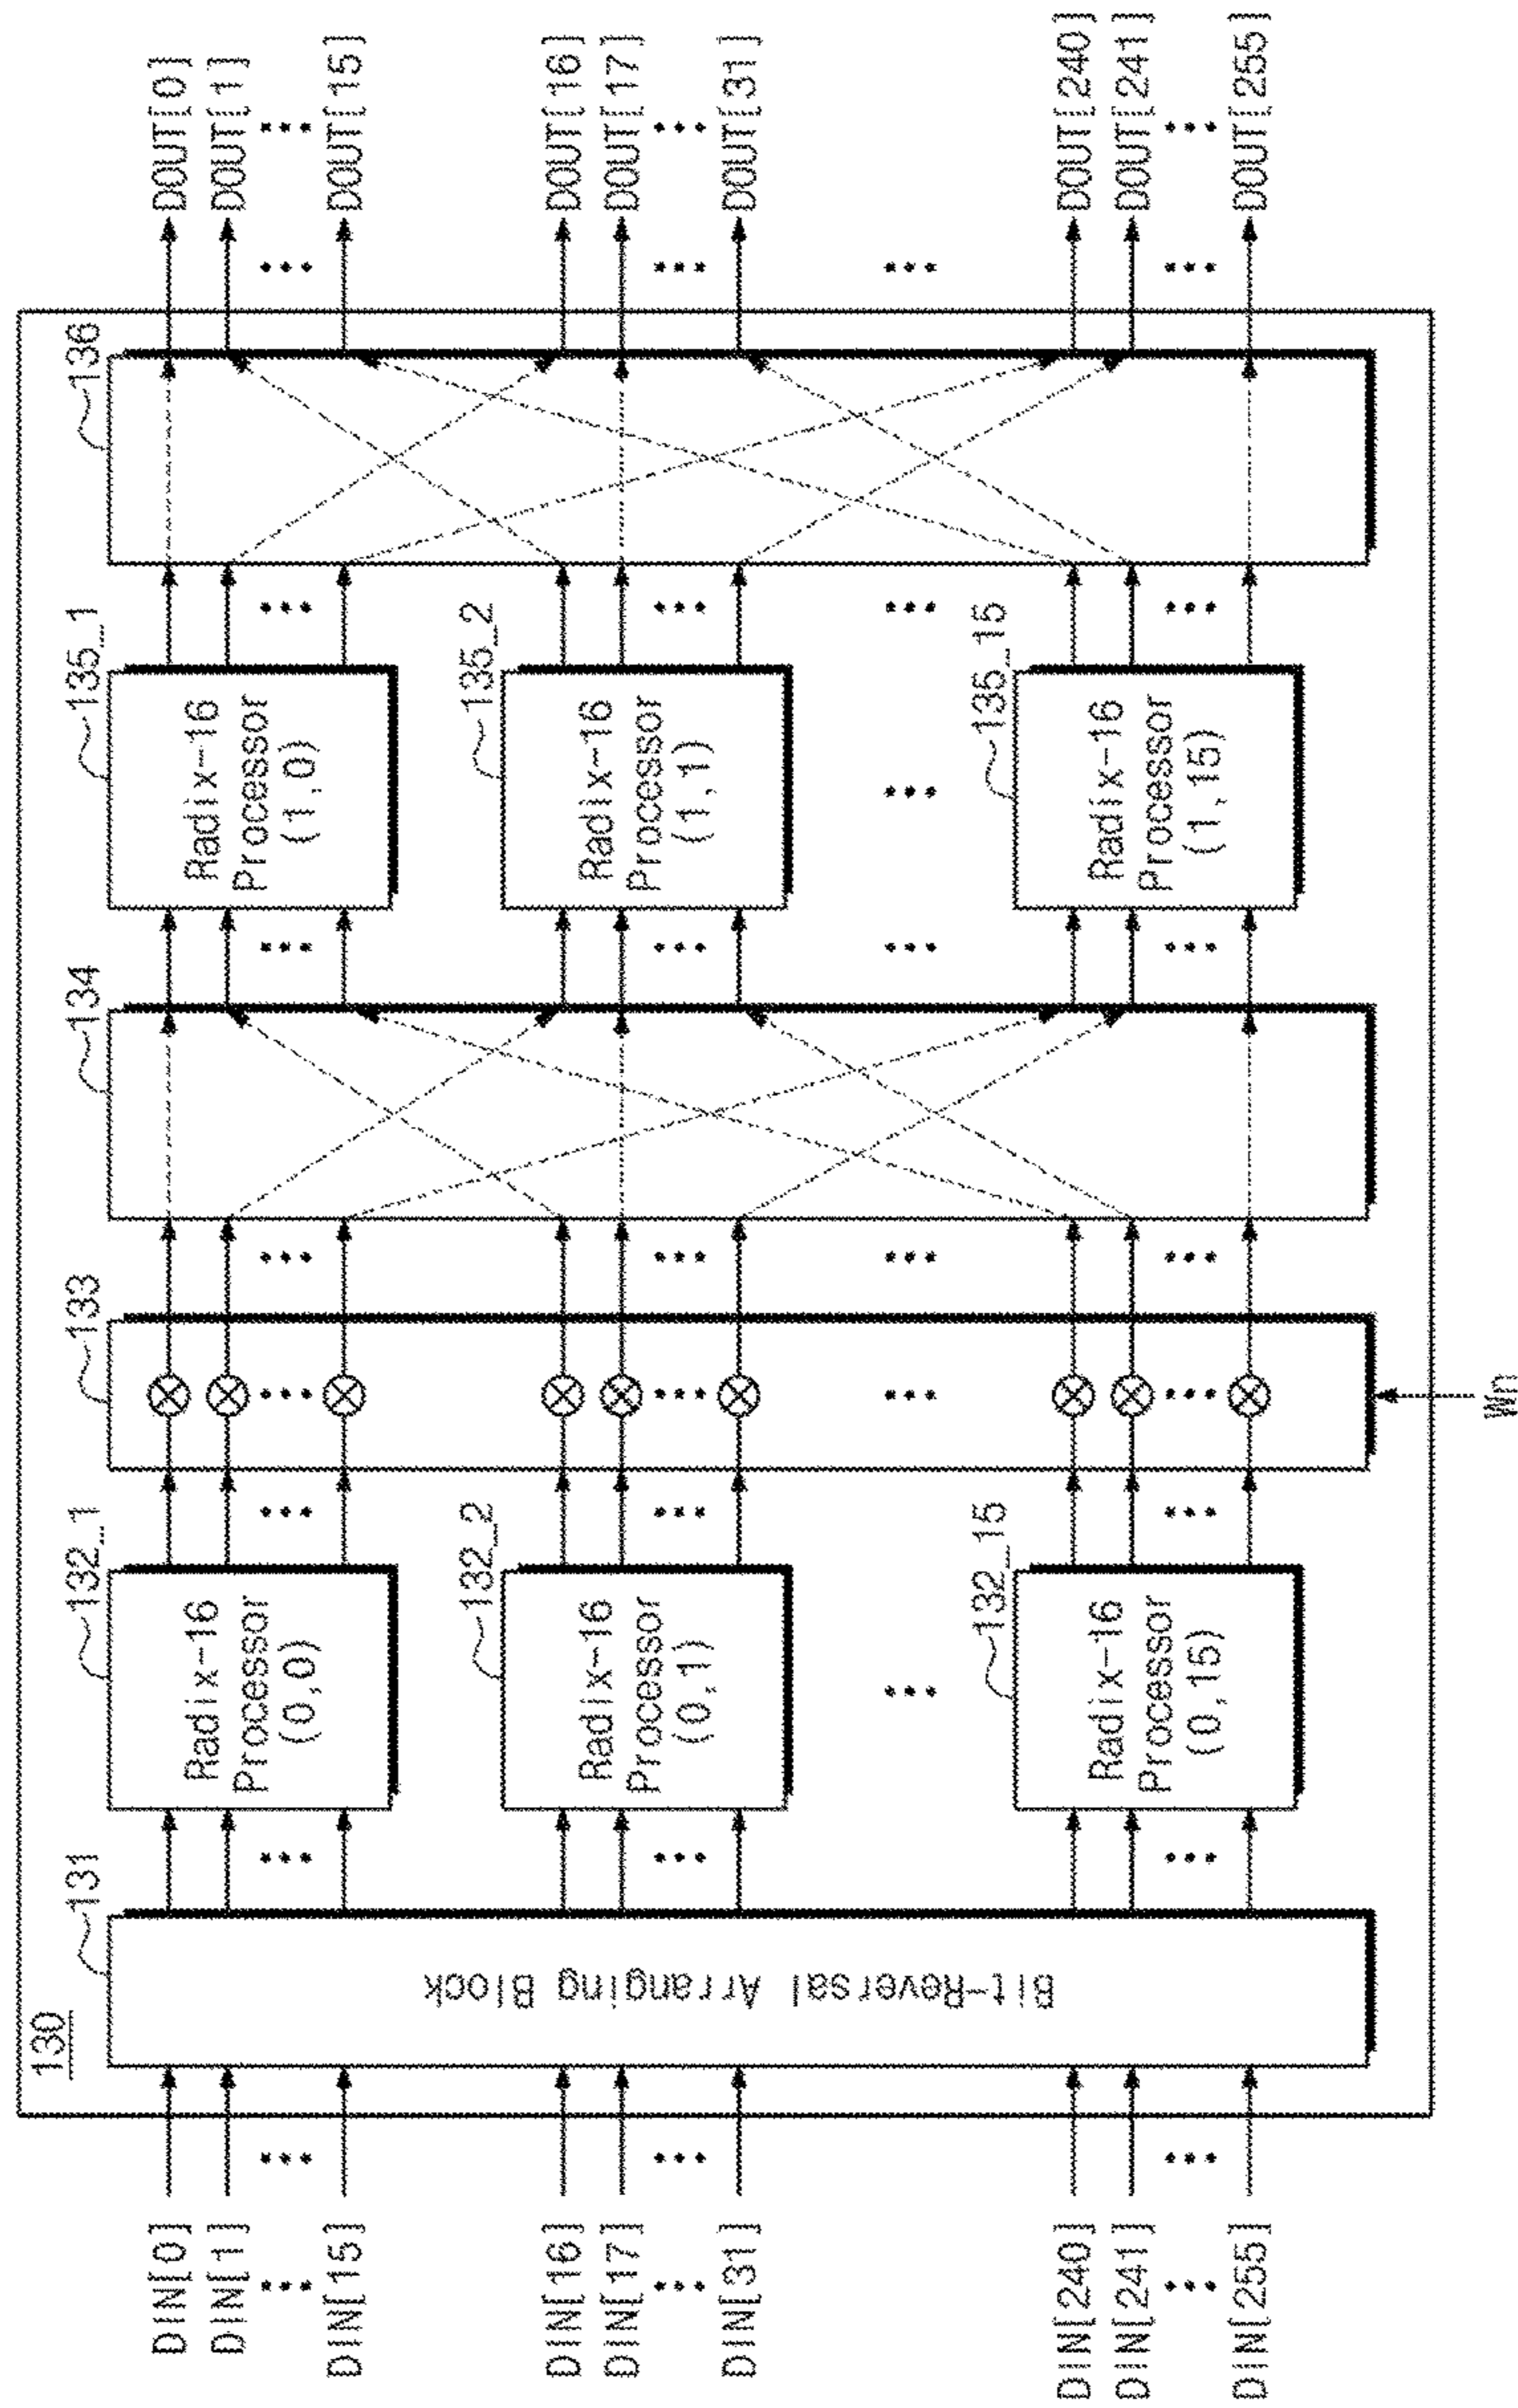 130
DIN[0]
DIN[1]
DIN[15]
DIN[16]
DIN[17]
DIN[31]
DIN[240]
DIN[241]
DIN[255]
131
Bit-Reversal Arranging Block
132_1
Radix-16
Processor
(0,0)
132_2
Radix-16
Processor
(0,1)
132_15
Radix-16
Processor
(0,15)
133
Wn
134
135_1
Radix-16
Processor
(1,0)
135_2
Radix-16
Processor
(1,1)
135_15
Radix-16
Processor
(1,15)
136
DOUT[0]
DOUT[1]
DOUT[15]
DOUT[16]
DOUT[17]
DOUT[31]
DOUT[240]
DOUT[241]
DOUT[255]